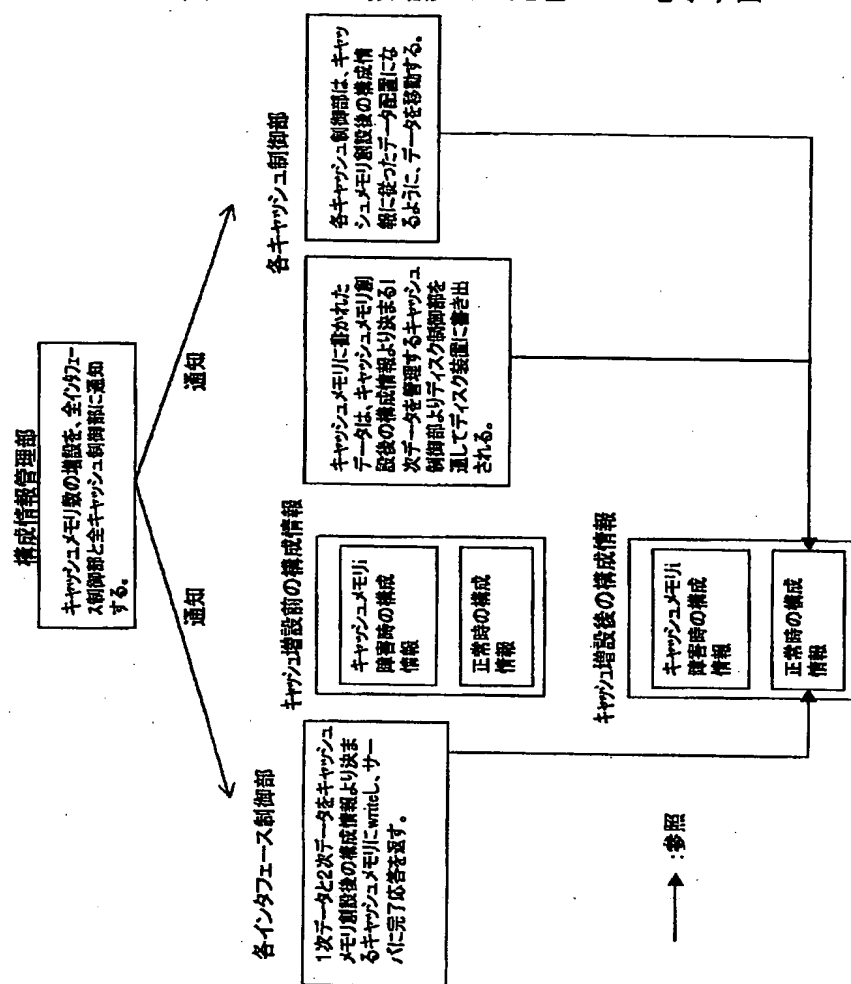 構成情報管理部
キャッシュメモリ数の増設を、全インタフェー
ス制御部と全キャッシュ制御部に通知
する。
通知
通知
各インタフェース制御部
1次データと2次データをキャッシュ
メモリ創設後の構成情報より決ま
るキャッシュメモリにwriteし、サー
バに完了応答を返す。
キャッシュ増設前の構成情報
キャッシュメモリi
障害時の構成
情報
正常時の構成
情報
キャッシュメモリに書かれた
データは、キャッシュメモリ創
設後の構成情報より決まる1
次データを管理するキャッシュ
制御部よりディスク制御部を
通してディスク装置に書き出
される。
各キャッシュ制御部
各キャッシュ制御部は、キャッ
シュメモリ創設後の構成情
報に従ったデータ配置にな
るように、データを移動する。
キャッシュ増設後の構成情報
キャッシュメモリi
障害時の構成
情報
正常時の構成
情報
:参照